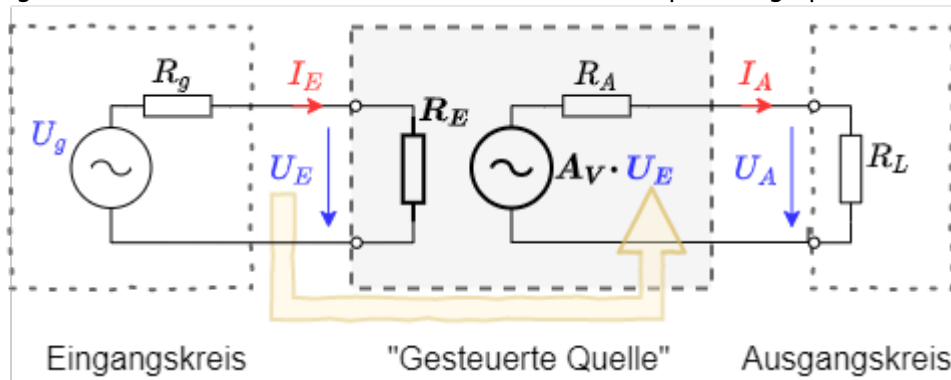 R_g
I_E
R_E
R_A
I_A
U_g
U_E
A_V · U_E
U_A
R_L
Eingangskreis
"Gesteuerte Quelle"
Ausgangskreis